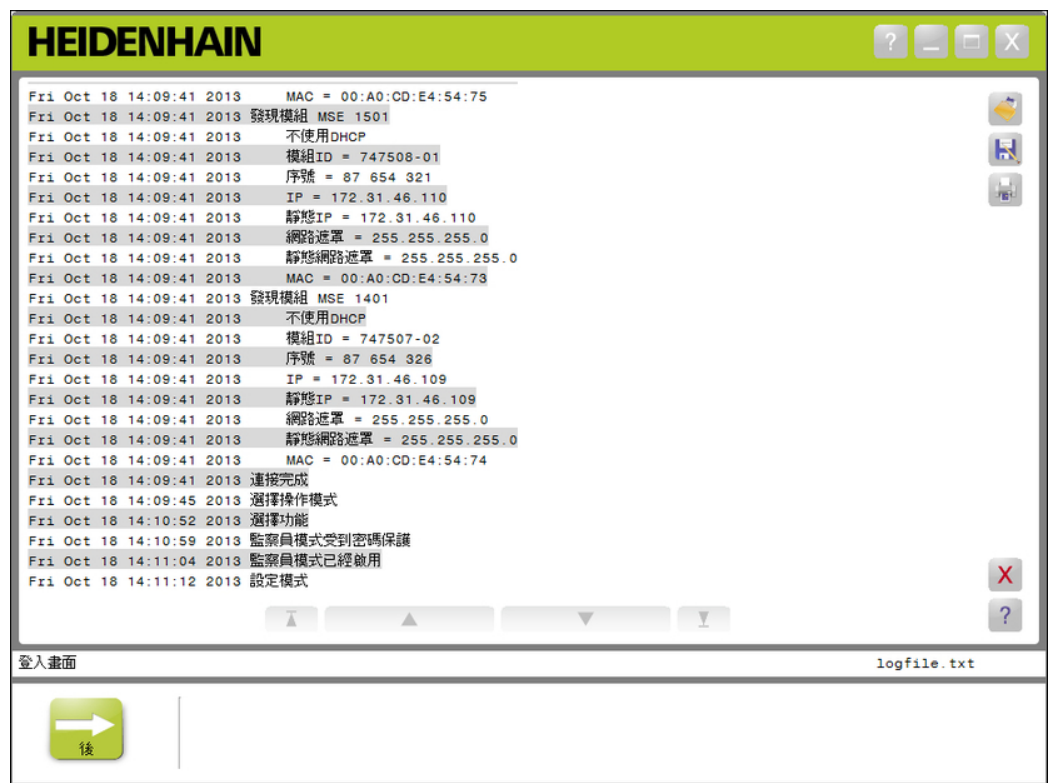 HEIDENHAIN
Fri Oct 18 14:09:41 2013 MAC = 00:A0:CD:E4:54:75
Fri Oct 18 14:09:41 2013 發現模組 MSE 1501
Fri Oct 18 14:09:41 2013 不使用DHCP
Fri Oct 18 14:09:41 2013 模組ID = 747508-01
Fri Oct 18 14:09:41 2013 序號 = 87 654 321
Fri Oct 18 14:09:41 2013 IP = 172.31.46.110
Fri Oct 18 14:09:41 2013 靜態IP = 172.31.46.110
Fri Oct 18 14:09:41 2013 網路遮罩 = 255.255.255.0
Fri Oct 18 14:09:41 2013 靜態網路遮罩 = 255.255.255.0
Fri Oct 18 14:09:41 2013 MAC = 00:A0:CD:E4:54:73
Fri Oct 18 14:09:41 2013 發現模組 MSE 1401
Fri Oct 18 14:09:41 2013 不使用DHCP
Fri Oct 18 14:09:41 2013 模組ID = 747507-02
Fri Oct 18 14:09:41 2013 序號 = 87 654 326
Fri Oct 18 14:09:41 2013 IP = 172.31.46.109
Fri Oct 18 14:09:41 2013 靜態IP = 172.31.46.109
Fri Oct 18 14:09:41 2013 網路遮罩 = 255.255.255.0
Fri Oct 18 14:09:41 2013 靜態網路遮罩 = 255.255.255.0
Fri Oct 18 14:09:41 2013 MAC = 00:A0:CD:E4:54:74
Fri Oct 18 14:09:41 2013 連接完成
Fri Oct 18 14:09:45 2013 選擇操作模式
Fri Oct 18 14:10:52 2013 選擇功能
Fri Oct 18 14:10:59 2013 監察員模式受到密碼保護
Fri Oct 18 14:11:04 2013 監察員模式已經啟用
Fri Oct 18 14:11:12 2013 設定模式
登入畫面 logfile.txt
後